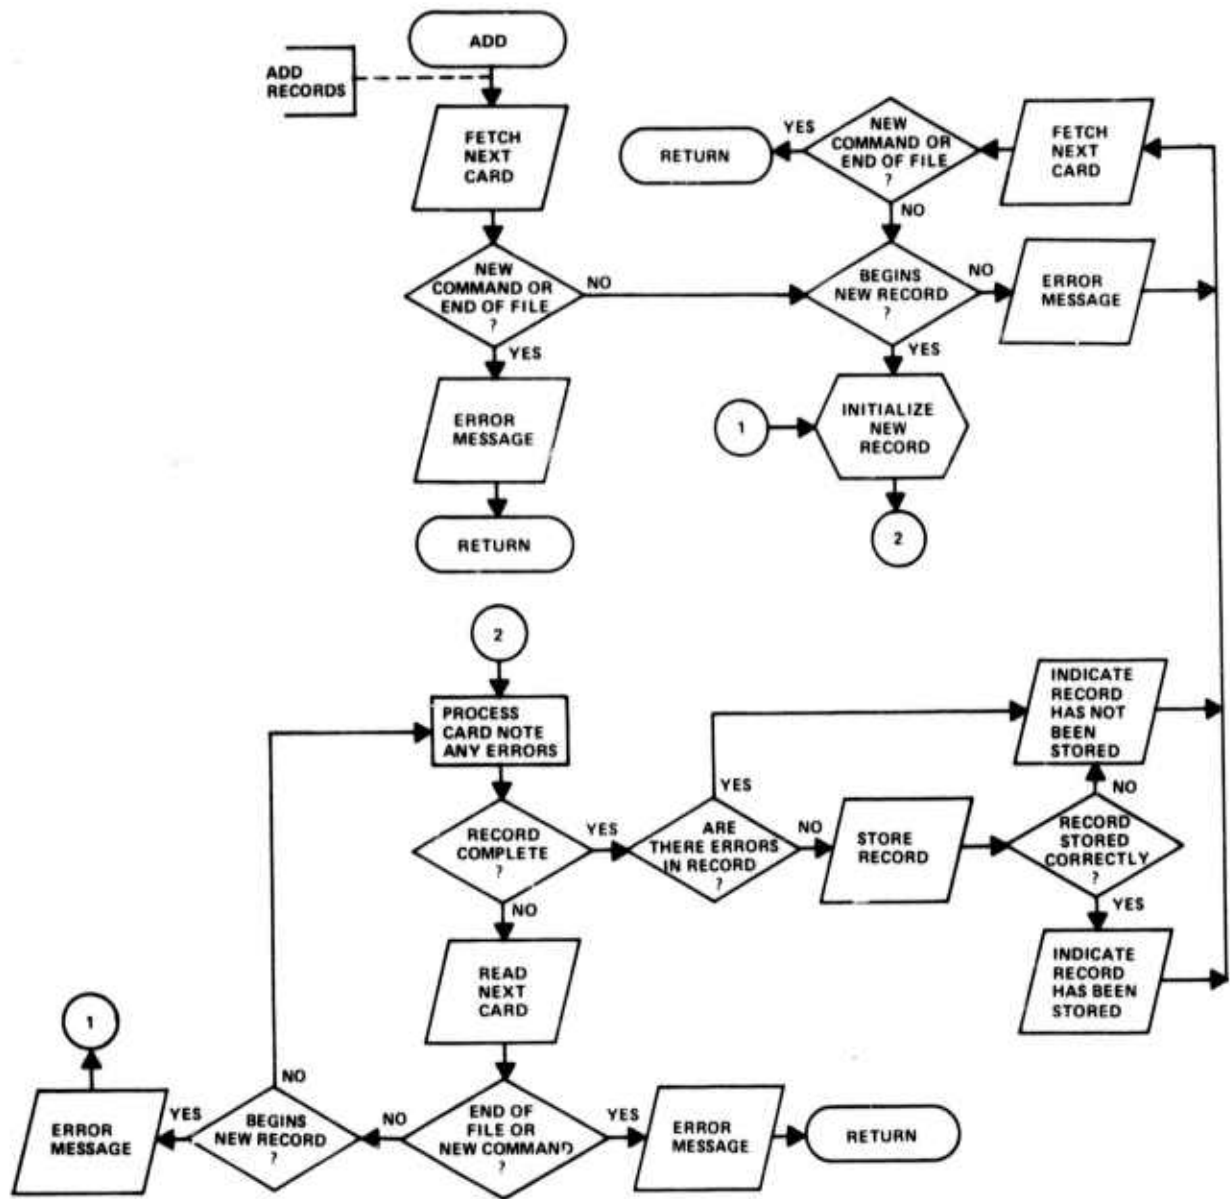 ADD
ADD
RECORDS
FETCH
NEXT
CARD
NEW
COMMAND OR
END OF FILE
?
YES
RETURN
FETCH
NEXT
CARD
NO
NEW
COMMAND OR
END OF FILE
?
NO
BEGINS
NEW RECORD
?
NO
ERROR
MESSAGE
YES
YES
ERROR
MESSAGE
1
INITIALIZE
NEW
RECORD
RETURN
2
2
PROCESS
CARD NOTE
ANY ERRORS
INDICATE
RECORD
HAS NOT
BEEN
STORED
YES
NO
RECORD
COMPLETE
?
YES
ARE
THERE ERRORS
IN RECORD
?
NO
STORE
RECORD
RECORD
STORED
CORRECTLY
?
NO
YES
READ
NEXT
CARD
INDICATE
RECORD
HAS BEEN
STORED
1
NO
ERROR
MESSAGE
YES
BEGINS
NEW RECORD
?
NO
END OF
FILE OR
NEW COMMAND
?
YES
ERROR
MESSAGE
RETURN